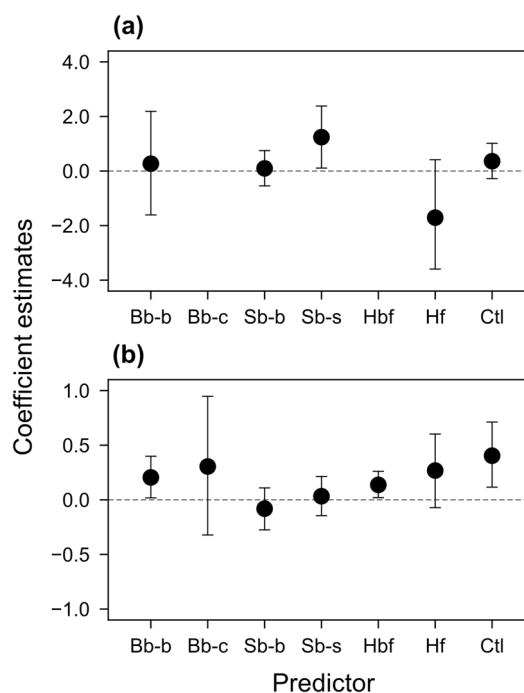 (a)
4.0
2.0
0.0
−2.0
−4.0
Bb-b Bb-c Sb-b Sb-s Hbf Hf Ctl
Coefficient estimates
(b)
1.0
0.5
0.0
−0.5
−1.0
Bb-b Bb-c Sb-b Sb-s Hbf Hf Ctl
Predictor